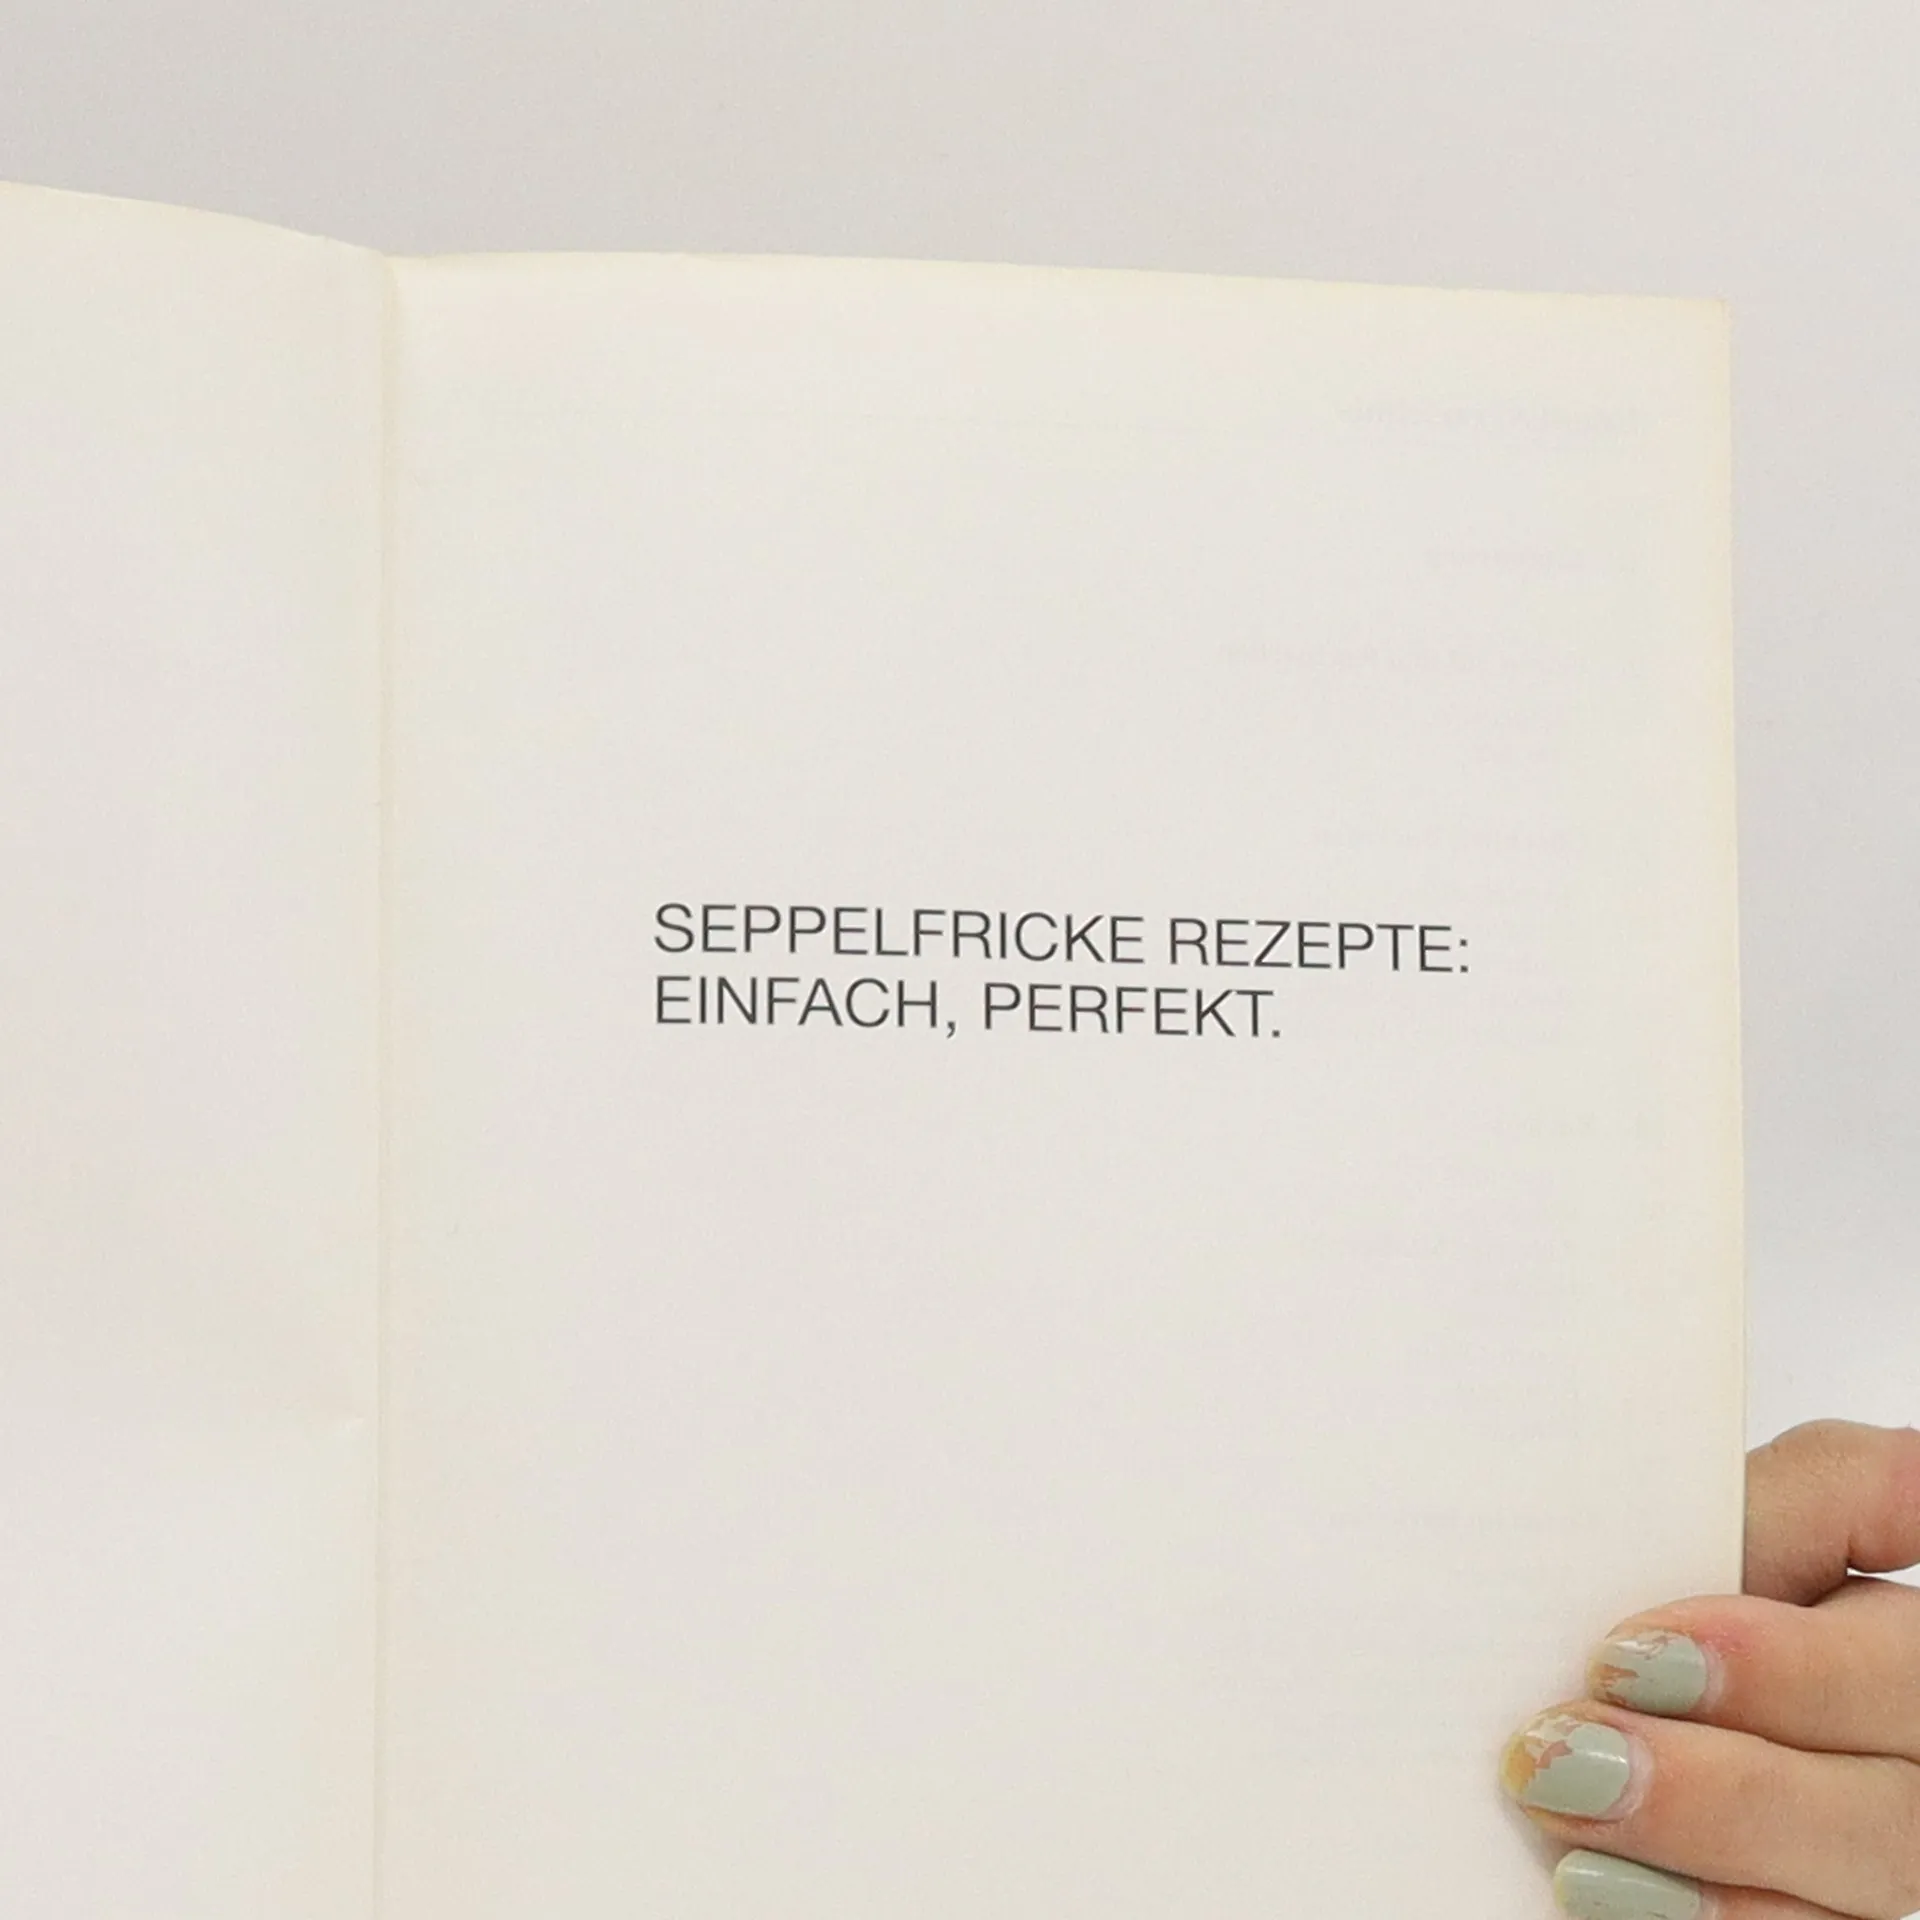 SEPPELFRICKE REZEPTE:
EINFACH, PERFEKT.